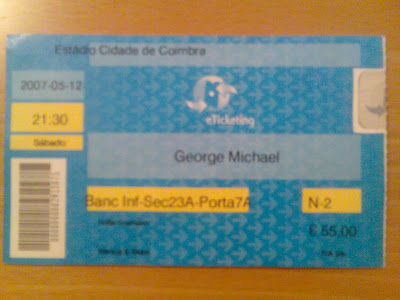 Estádio Cidade de Coimbra
2007-05-12
eTicketing
21:30
Sábado
George Michael
Banc Inf-Sec23A-Porta7A
N-2
€ 55,00